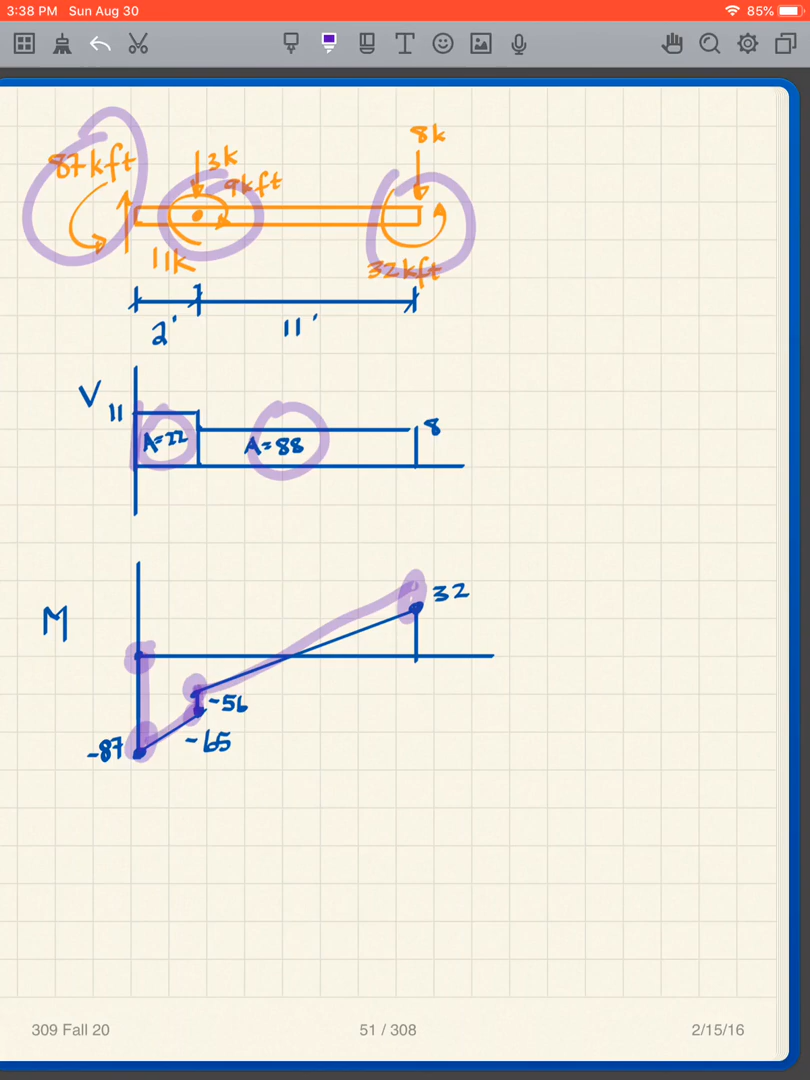 3:38 PM Sun Aug 30
85%
8k
87kft
3k
9kft
11k
32kft
2'
11'
V
11
8
A=22
A=88
M
32
-56
-87
-65
309 Fall 20
51 / 308
2/15/16